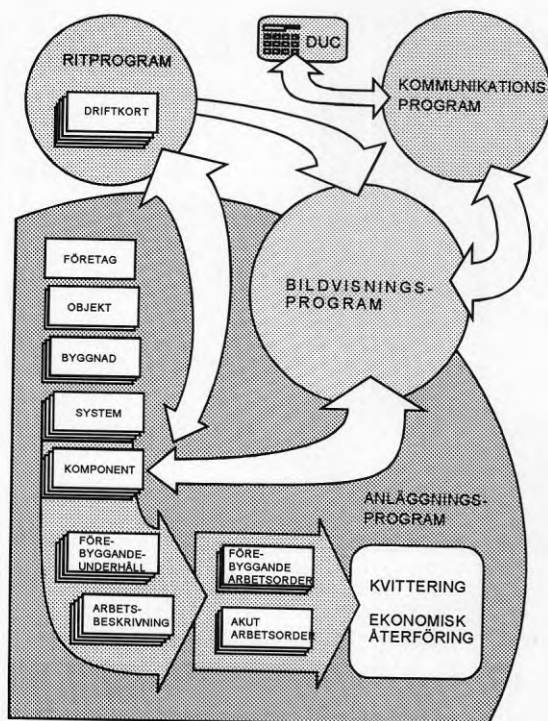 RITPROGRAM
DRIFTKORT
DUC
KOMMUNIKATIONS-
PROGRAM
BILDVISNINGS-
PROGRAM
FÖRETAG
OBJEKT
BYGGNAD
SYSTEM
KOMPONENT
ANLÄGGNINGS-
PROGRAM
FÖRE-
BYGGANDE-
UNDERHÅLL
ARBETS-
BESKRIVNING
FÖRE-
BYGGANDE
ARBETSORDER
AKUT
ARBETSORDER
KVITTERING
EKONOMISK
ÅTERFÖRING